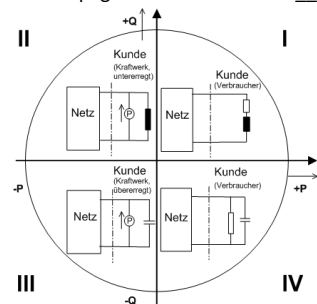 +Q
II
I
Kunde
(Kraftwerk,
untererregt)
Netz
P
Kunde
(Verbraucher)
Netz
-P
+P
Kunde
(Kraftwerk,
übererregt)
Netz
P
Kunde
(Verbraucher)
Netz
III
IV
-Q